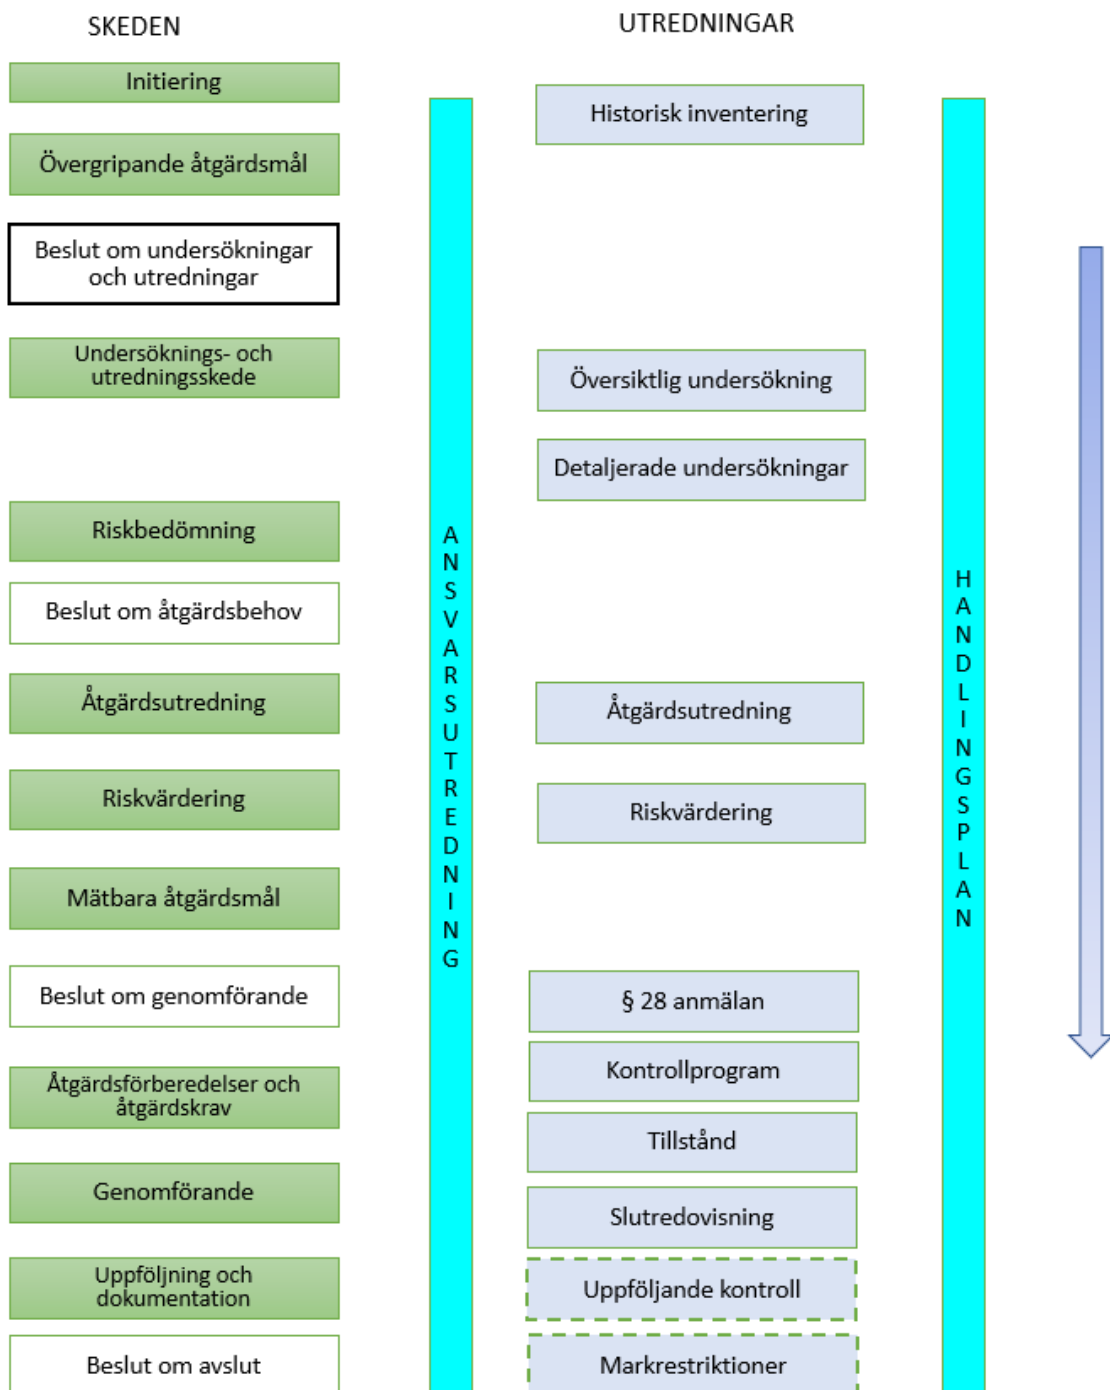 SKEDEN
Initiering
Övergripande åtgärdsmål
Beslut om undersökningar
och utredningar
Undersöknings- och
utredningsskede
Riskbedömning
Beslut om åtgärdsbehov
Åtgärdsutredning
Riskvärdering
Mätbara åtgärdsmål
Beslut om genomförande
Åtgärdsförberedelser och
åtgärdskrav
Genomförande
Uppföljning och
dokumentation
Beslut om avslut
ANSVARSUTREDNING
UTREDNINGAR
Historisk inventering
Översiktlig undersökning
Detaljerade undersökningar
Åtgärdsutredning
Riskvärdering
§ 28 anmälan
Kontrollprogram
Tillstånd
Slutredovisning
Uppföljande kontroll
Markrestriktioner
HANDLINGSPLAN